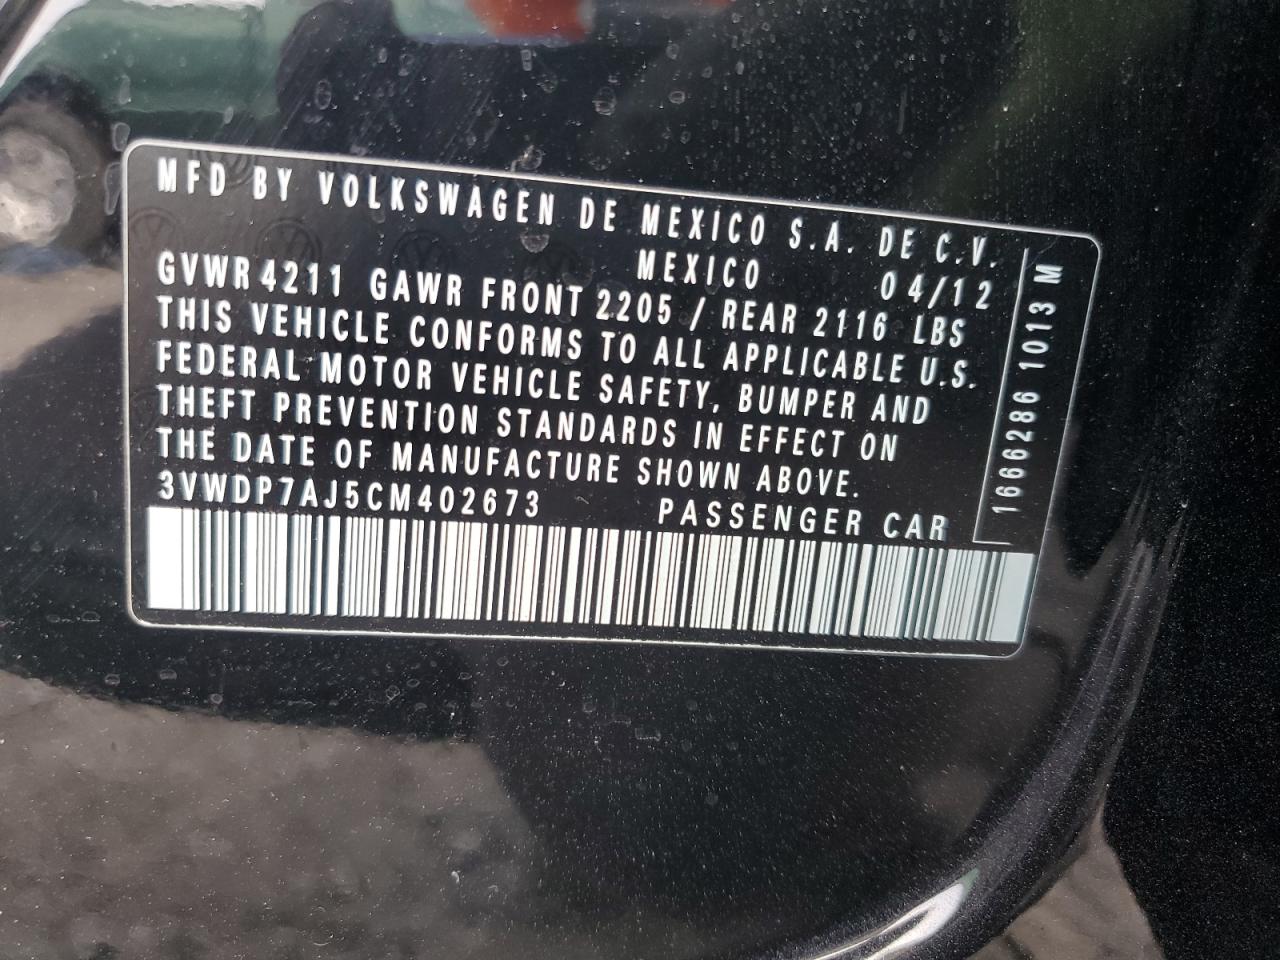 MFD BY VOLKSWAGEN DE MEXICO S.A. DE C.V.
MEXICO 04/12
GVWR 4211 GAWR FRONT 2205 / REAR 2116 LBS
THIS VEHICLE CONFORMS TO ALL APPLICABLE U.S.
FEDERAL MOTOR VEHICLE SAFETY, BUMPER AND
THEFT PREVENTION STANDARDS IN EFFECT ON
THE DATE OF MANUFACTURE SHOWN ABOVE.
3VWDP7AJ5CM402673 PASSENGER CAR
1666286 1013 M